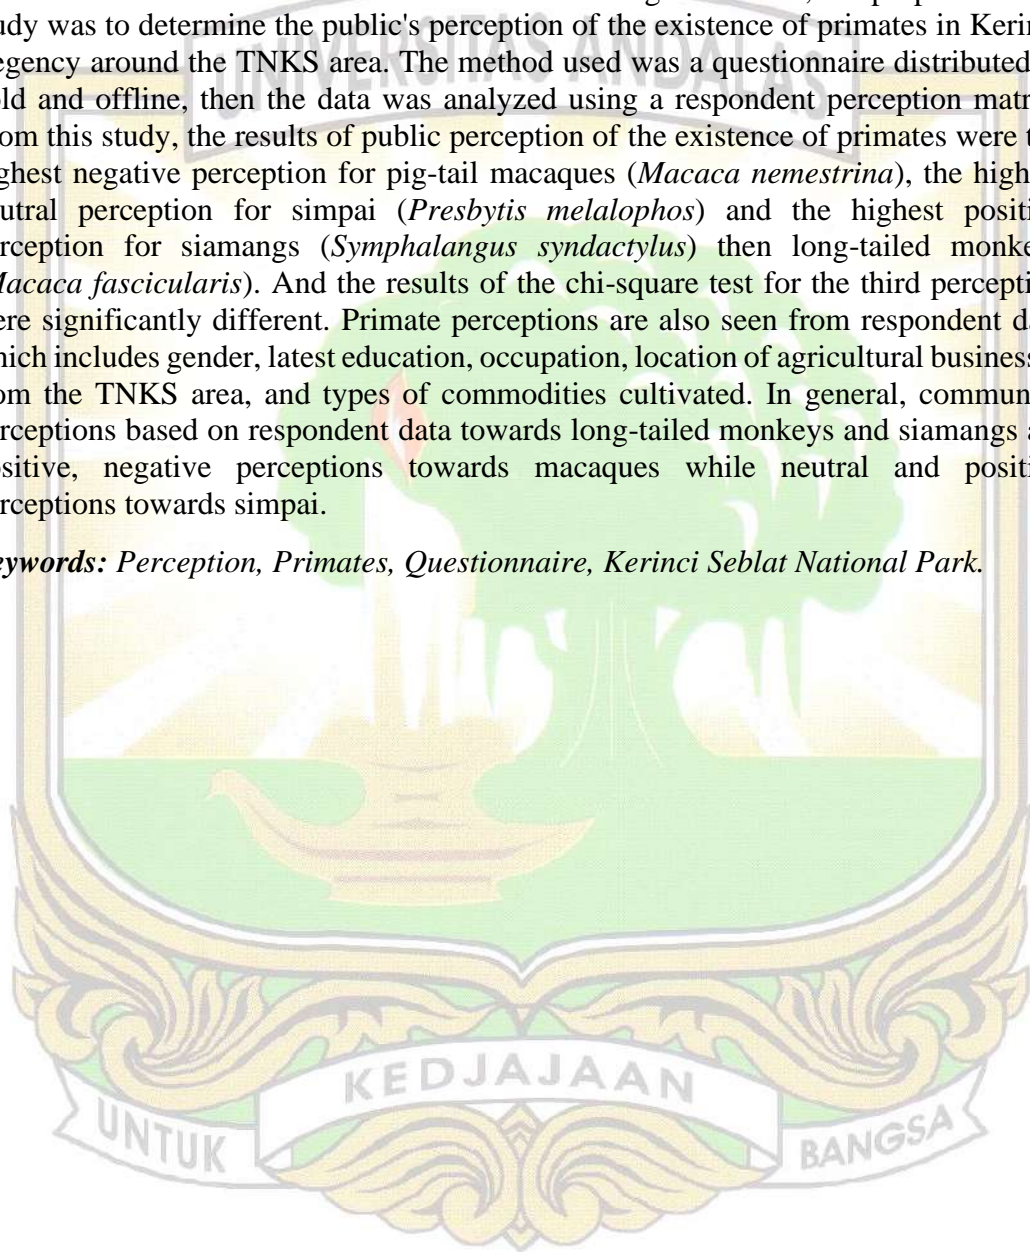 UNIVERSITAS ANDALAS
udy was to determine the public's perception of the existence of primates in Kerin
egency around the TNKS area. The method used was a questionnaire distributed
old and offline, then the data was analyzed using a respondent perception matr
om this study, the results of public perception of the existence of primates were t
ghest negative perception for pig-tail macaques (Macaca nemestrina), the high
utral perception for simpai (Presbytis melalophos) and the highest positi
rception for siamangs (Symphalangus syndactylus) then long-tailed monke
Macaca fascicularis). And the results of the chi-square test for the third percepti
ere significantly different. Primate perceptions are also seen from respondent da
hich includes gender, latest education, occupation, location of agricultural business
om the TNKS area, and types of commodities cultivated. In general, commun
rceptions based on respondent data towards long-tailed monkeys and siamangs a
sitive, negative perceptions towards macaques while neutral and positi
rceptions towards simpai.
eywords: Perception, Primates, Questionnaire, Kerinci Seblat National Park.
UNTUK KEDJAJAAN BANGSA